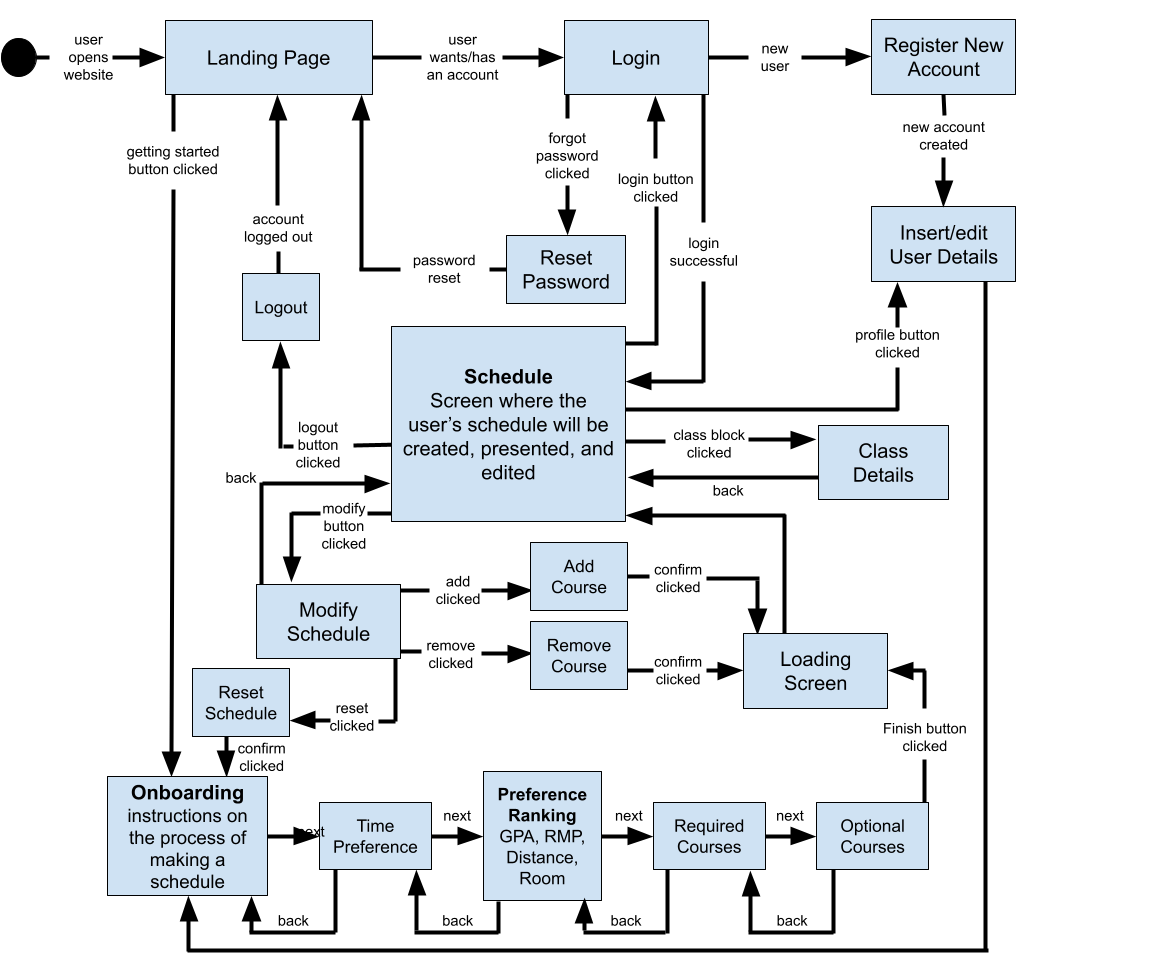 user
opens
website
Landing Page
user
wants/has
an account
Login
new
user
Register New
Account
getting started
button clicked
forgot
password
clicked
login button
clicked
new account
created
account
logged out
password
reset
Reset
Password
login
successful
Insert/edit
User Details
Logout
profile button
clicked
Schedule
Screen where the
user's schedule will be
created, presented, and
edited
logout
button
clicked
class block
clicked
Class
Details
back
back
modify
button
clicked
Modify
Schedule
add
clicked
Add
Course
confirm
clicked
remove
clicked
Remove
Course
confirm
clicked
Loading
Screen
Reset
Schedule
reset
clicked
confirm
clicked
Finish button
clicked
Onboarding
instructions on
the process of
making a
schedule
next
Time
Preference
next
Preference
Ranking
GPA, RMP,
Distance,
Room
next
Required
Courses
next
Optional
Courses
back
back
back
back